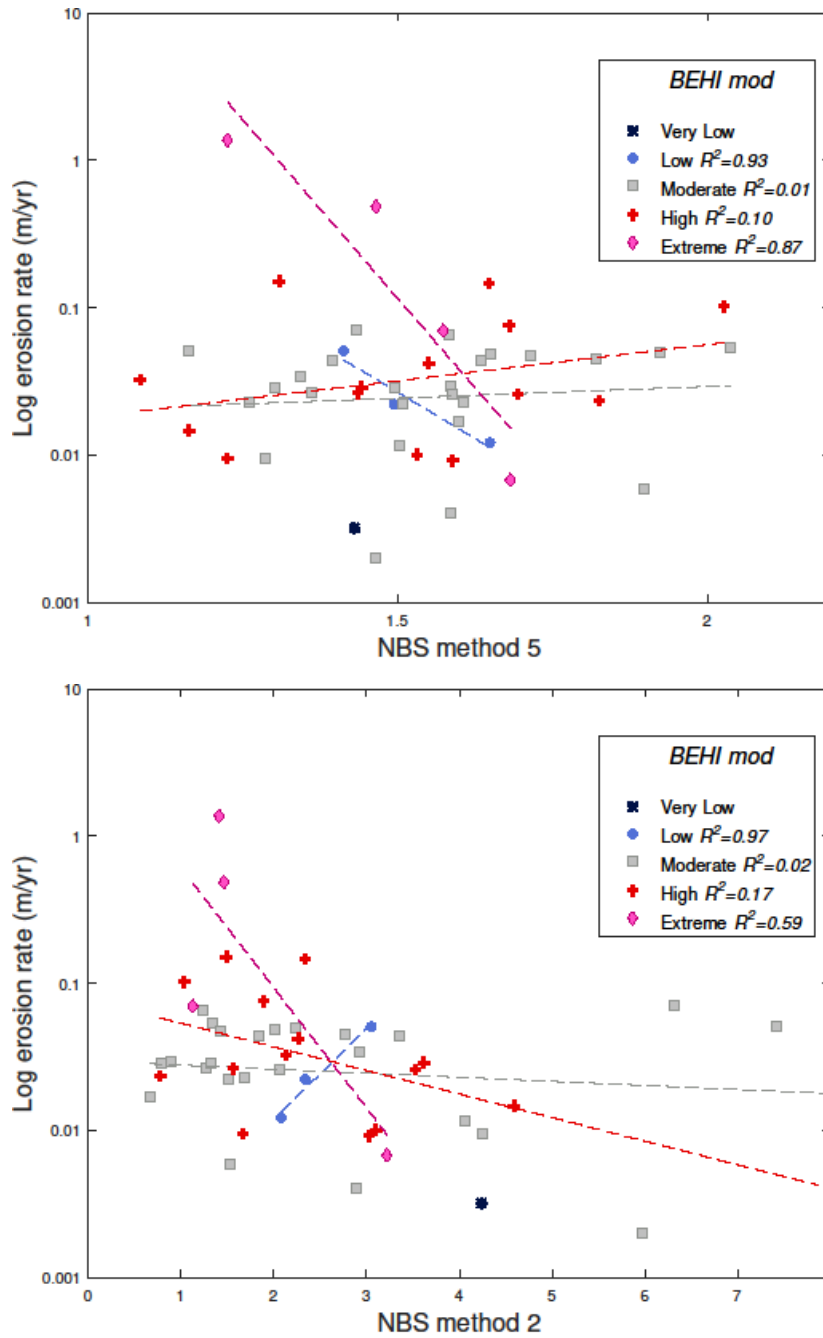 10
1
0.1
0.01
0.001
Log erosion rate (m/yr)
BEHI mod
Very Low
Low R²=0.93
Moderate R²=0.01
High R²=0.10
Extreme R²=0.87
1
1.5
2
NBS method 5
10
1
0.1
0.01
0.001
Log erosion rate (m/yr)
BEHI mod
Very Low
Low R²=0.97
Moderate R²=0.02
High R²=0.17
Extreme R²=0.59
0
1
2
3
4
5
6
7
NBS method 2